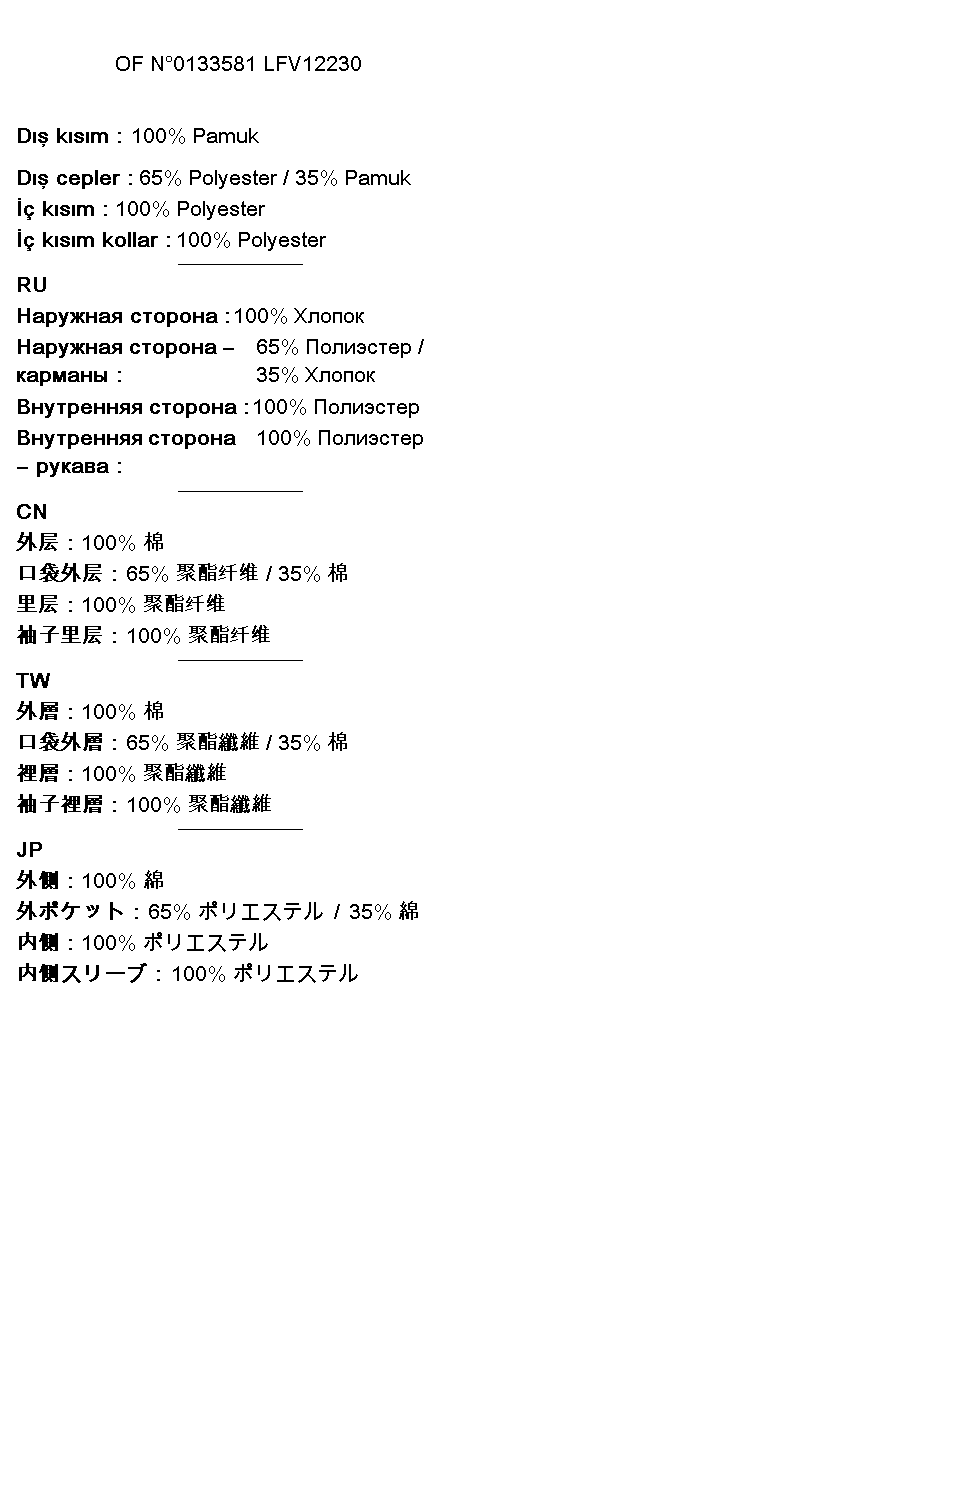 OF N°0133581 LFV12230
Dış kısım : 100% Pamuk
Dış cepler : 65% Polyester / 35% Pamuk
İç kısım : 100% Polyester
İç kısım kollar : 100% Polyester
RU
Наружная сторона : 100% Хлопок
Наружная сторона – 65% Полиэстер /
карманы : 35% Хлопок
Внутренняя сторона : 100% Полиэстер
Внутренняя сторона 100% Полиэстер
– рукава :
CN
外层 : 100% 棉
口袋外层 : 65% 聚酯纤维 / 35% 棉
里层 : 100% 聚酯纤维
袖子里层 : 100% 聚酯纤维
TW
外層 : 100% 棉
口袋外層 : 65% 聚酯纖維 / 35% 棉
裡層 : 100% 聚酯纖維
袖子裡層 : 100% 聚酯纖維
JP
外側 : 100% 綿
外ポケット : 65% ポリエステル / 35% 綿
内側 : 100% ポリエステル
内側スリーブ : 100% ポリエステル